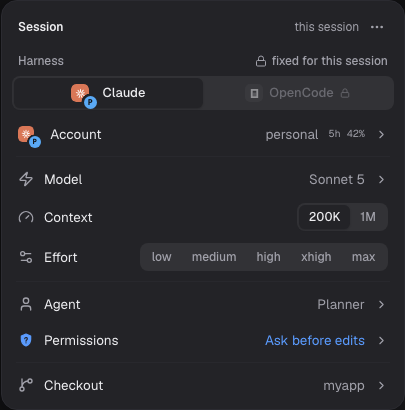 Session this session ...
Harness fixed for this session
Claude OpenCode
P
Account personal 5h 42%
P
Model Sonnet 5
Context 200K 1M
Effort low medium high xhigh max
Agent Planner
Permissions Ask before edits
Checkout myapp